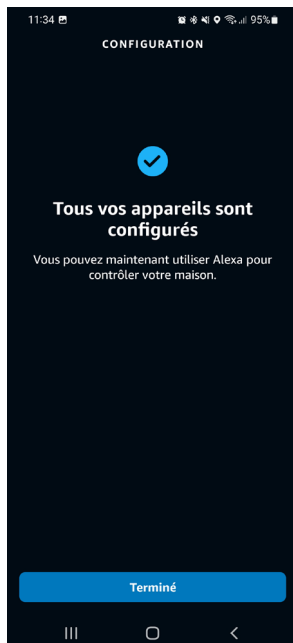 11:34 95%
CONFIGURATION
Tous vos appareils sont
configurés
Vous pouvez maintenant utiliser Alexa pour
contrôler votre maison.
Terminé